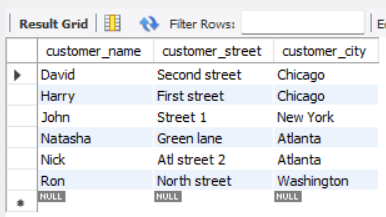 Result Grid Filter Rows: E
customer_name customer_street customer_city
David Second street Chicago
Harry First street Chicago
John Street 1 New York
Natasha Green lane Atlanta
Nick Atl street 2 Atlanta
Ron North street Washington
NULL NULL NULL